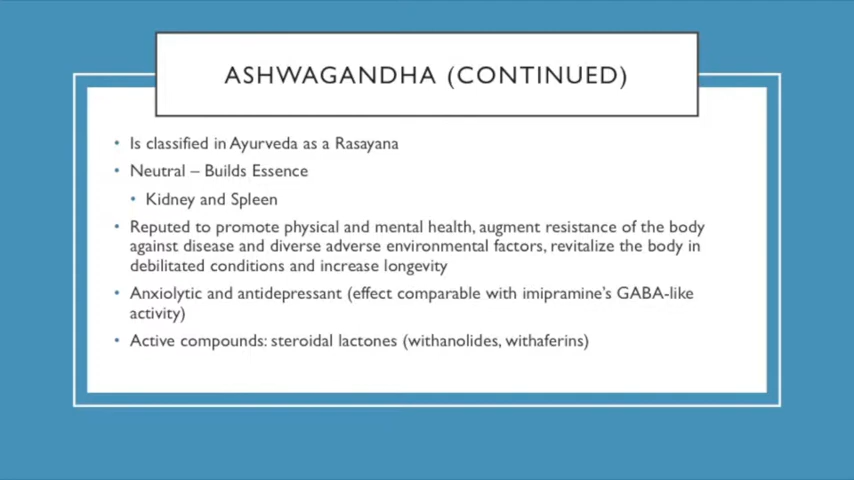 ASHWAGANDHA (CONTINUED)
• Is classified in Ayurveda as a Rasayana
• Neutral – Builds Essence
• Kidney and Spleen
• Reputed to promote physical and mental health, augment resistance of the body
against disease and diverse adverse environmental factors, revitalize the body in
debilitated conditions and increase longevity
• Anxiolytic and antidepressant (effect comparable with imipramine's GABA-like
activity)
• Active compounds: steroidal lactones (withanolides, withaferins)